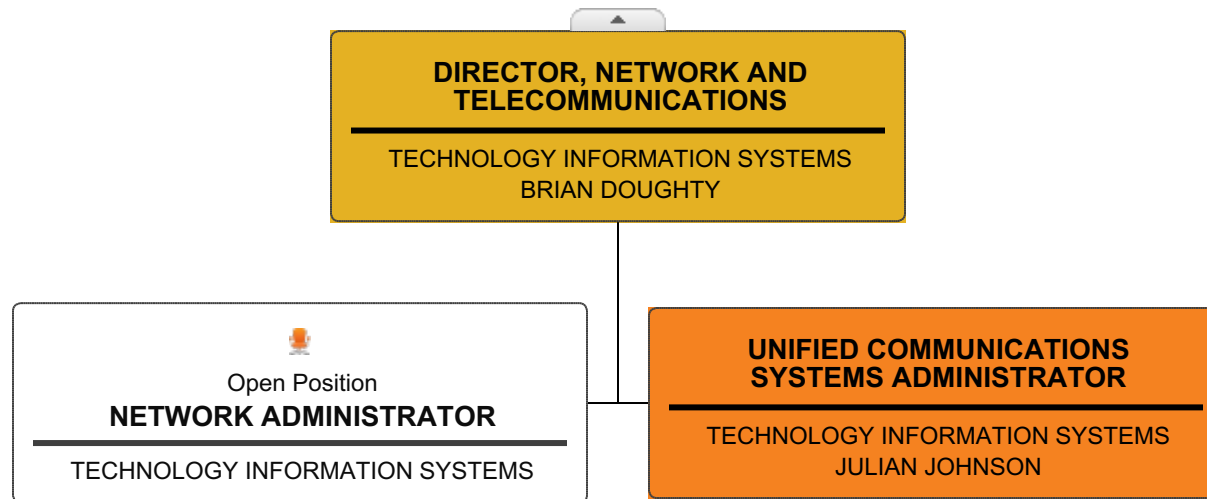 DIRECTOR, NETWORK AND
TELECOMMUNICATIONS
TECHNOLOGY INFORMATION SYSTEMS
BRIAN DOUGHTY
Open Position
NETWORK ADMINISTRATOR
TECHNOLOGY INFORMATION SYSTEMS
UNIFIED COMMUNICATIONS
SYSTEMS ADMINISTRATOR
TECHNOLOGY INFORMATION SYSTEMS
JULIAN JOHNSON